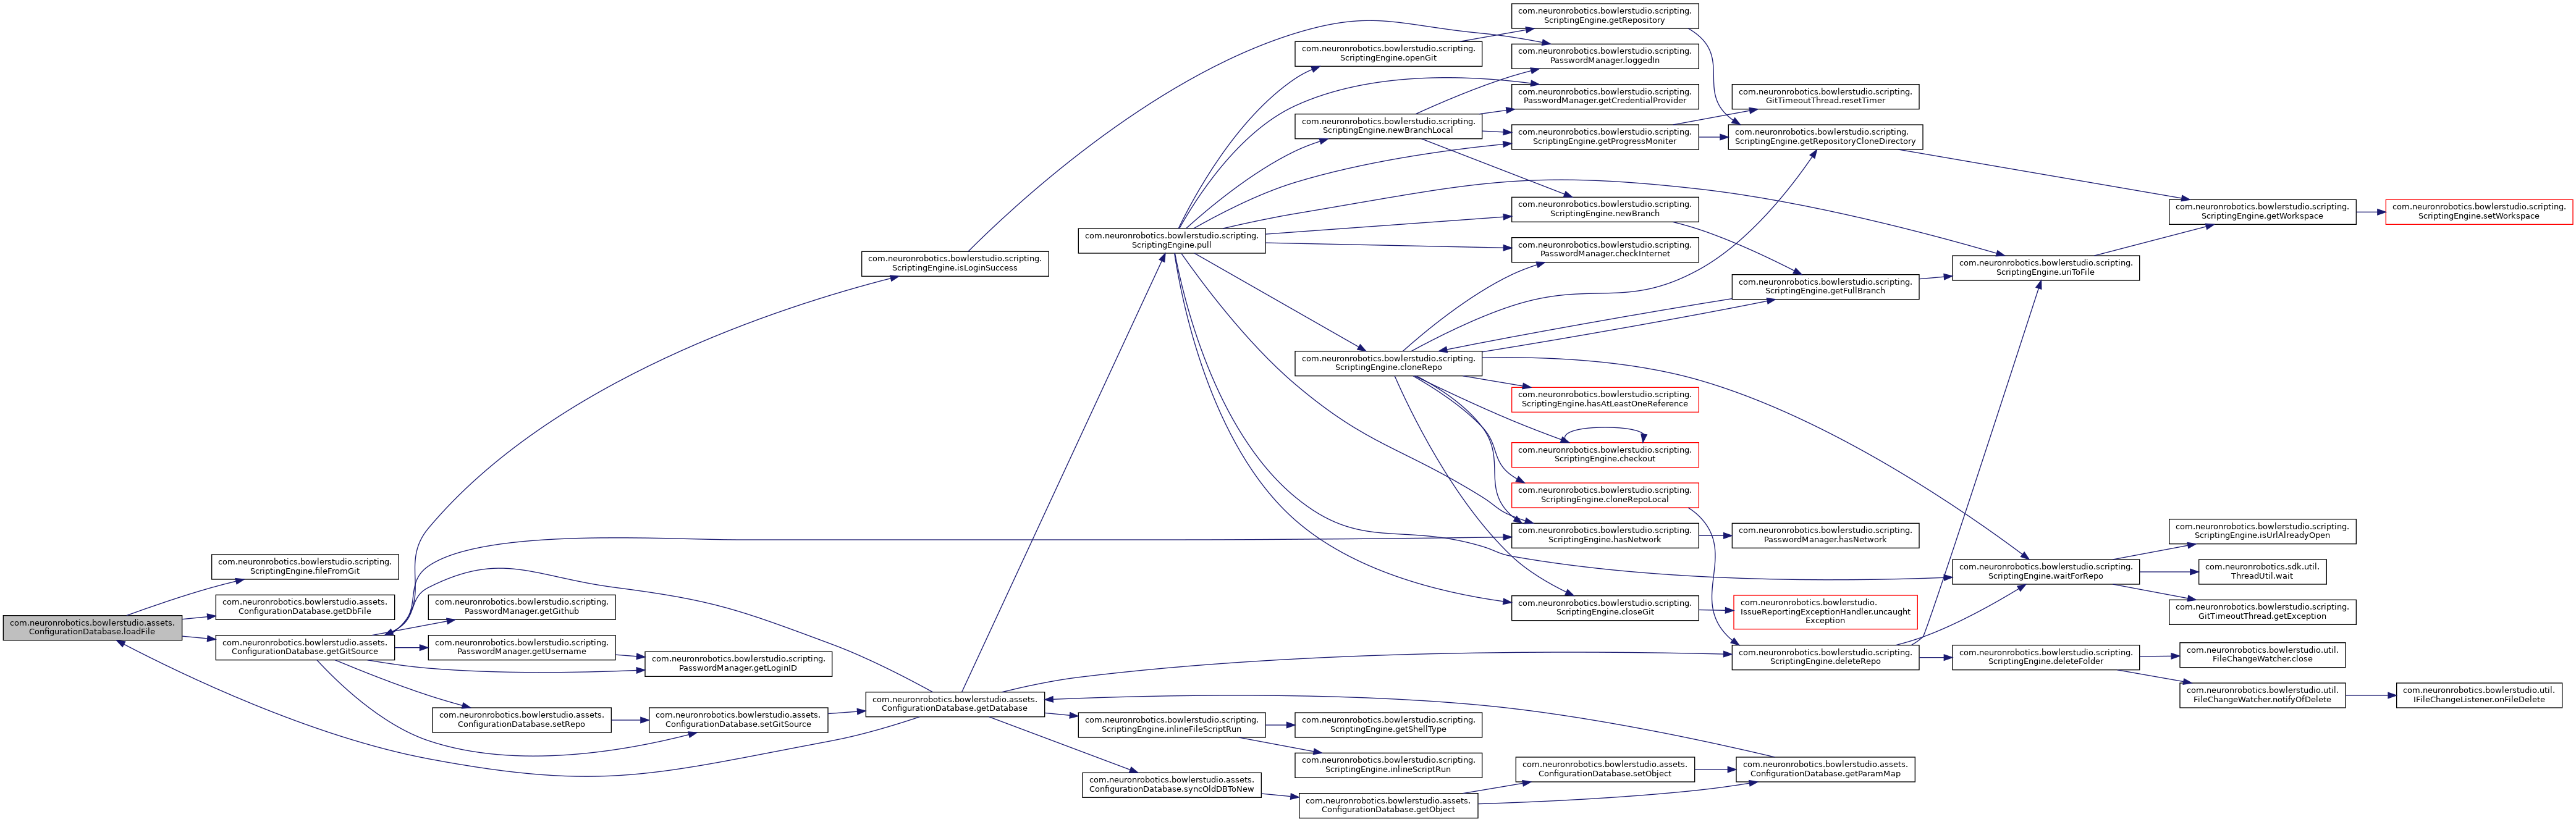 com.neuronrobotics.bowlerstudio.assets.
ConfigurationDatabase.loadFile
com.neuronrobotics.bowlerstudio.scripting.
ScriptingEngine.fileFromGit
com.neuronrobotics.bowlerstudio.assets.
ConfigurationDatabase.getDbFile
com.neuronrobotics.bowlerstudio.assets.
ConfigurationDatabase.getGitSource
com.neuronrobotics.bowlerstudio.scripting.
PasswordManager.getGithub
com.neuronrobotics.bowlerstudio.scripting.
PasswordManager.getUsername
com.neuronrobotics.bowlerstudio.assets.
ConfigurationDatabase.setRepo
com.neuronrobotics.bowlerstudio.scripting.
PasswordManager.getLoginID
com.neuronrobotics.bowlerstudio.assets.
ConfigurationDatabase.setGitSource
com.neuronrobotics.bowlerstudio.scripting.
ScriptingEngine.isLoginSuccess
com.neuronrobotics.bowlerstudio.assets.
ConfigurationDatabase.getDatabase
com.neuronrobotics.bowlerstudio.scripting.
ScriptingEngine.pull
com.neuronrobotics.bowlerstudio.scripting.
ScriptingEngine.inlineFileScriptRun
com.neuronrobotics.bowlerstudio.assets.
ConfigurationDatabase.syncOldDBToNew
com.neuronrobotics.bowlerstudio.scripting.
ScriptingEngine.openGit
com.neuronrobotics.bowlerstudio.scripting.
ScriptingEngine.newBranchLocal
com.neuronrobotics.bowlerstudio.scripting.
ScriptingEngine.cloneRepo
com.neuronrobotics.bowlerstudio.scripting.
ScriptingEngine.getShellType
com.neuronrobotics.bowlerstudio.scripting.
ScriptingEngine.inlineScriptRun
com.neuronrobotics.bowlerstudio.assets.
ConfigurationDatabase.getObject
com.neuronrobotics.bowlerstudio.scripting.
ScriptingEngine.getRepository
com.neuronrobotics.bowlerstudio.scripting.
PasswordManager.loggedIn
com.neuronrobotics.bowlerstudio.scripting.
PasswordManager.getCredentialProvider
com.neuronrobotics.bowlerstudio.scripting.
ScriptingEngine.getProgressMoniter
com.neuronrobotics.bowlerstudio.scripting.
ScriptingEngine.newBranch
com.neuronrobotics.bowlerstudio.scripting.
PasswordManager.checkInternet
com.neuronrobotics.bowlerstudio.scripting.
ScriptingEngine.hasAtLeastOneReference
com.neuronrobotics.bowlerstudio.scripting.
ScriptingEngine.checkout
com.neuronrobotics.bowlerstudio.scripting.
ScriptingEngine.cloneRepoLocal
com.neuronrobotics.bowlerstudio.scripting.
ScriptingEngine.hasNetwork
com.neuronrobotics.bowlerstudio.scripting.
ScriptingEngine.closeGit
com.neuronrobotics.bowlerstudio.assets.
ConfigurationDatabase.setObject
com.neuronrobotics.bowlerstudio.scripting.
GitTimeoutThread.resetTimer
com.neuronrobotics.bowlerstudio.scripting.
ScriptingEngine.getRepositoryCloneDirectory
com.neuronrobotics.bowlerstudio.scripting.
ScriptingEngine.getFullBranch
com.neuronrobotics.bowlerstudio.scripting.
PasswordManager.hasNetwork
com.neuronrobotics.bowlerstudio.
IssueReportingExceptionHandler.uncaught
Exception
com.neuronrobotics.bowlerstudio.scripting.
ScriptingEngine.deleteRepo
com.neuronrobotics.bowlerstudio.assets.
ConfigurationDatabase.getParamMap
com.neuronrobotics.bowlerstudio.scripting.
ScriptingEngine.uriToFile
com.neuronrobotics.bowlerstudio.scripting.
ScriptingEngine.waitForRepo
com.neuronrobotics.bowlerstudio.scripting.
ScriptingEngine.deleteFolder
com.neuronrobotics.bowlerstudio.scripting.
ScriptingEngine.getWorkspace
com.neuronrobotics.bowlerstudio.scripting.
ScriptingEngine.isUrlAlreadyOpen
com.neuronrobotics.sdk.util.
ThreadUtil.wait
com.neuronrobotics.bowlerstudio.scripting.
GitTimeoutThread.getException
com.neuronrobotics.bowlerstudio.util.
FileChangeWatcher.close
com.neuronrobotics.bowlerstudio.util.
FileChangeWatcher.notifyOfDelete
com.neuronrobotics.bowlerstudio.scripting.
ScriptingEngine.setWorkspace
com.neuronrobotics.bowlerstudio.util.
IFileChangeListener.onFileDelete